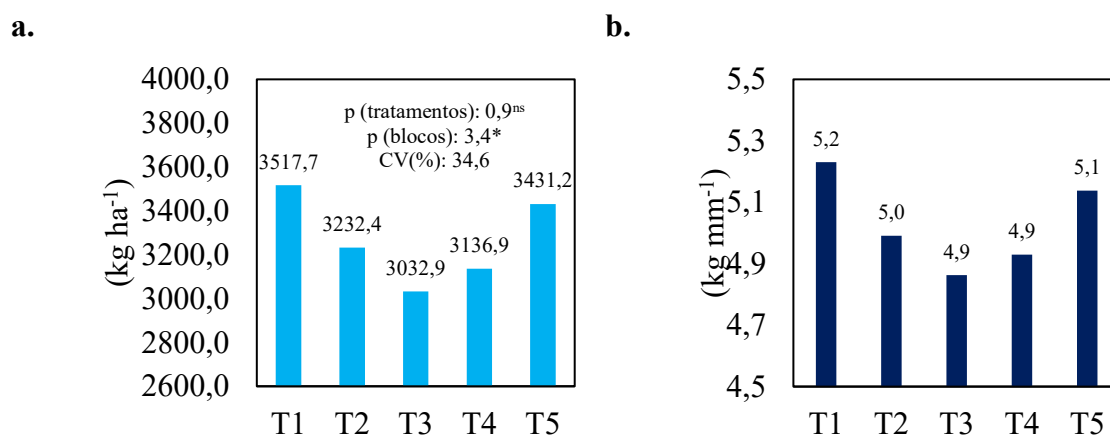 a.
(kg ha⁻¹)
4000,0
3800,0
3600,0
3400,0
3200,0
3000,0
2800,0
2600,0
p (tratamentos): 0,9ⁿˢ
p (blocos): 3,4*
CV(%): 34,6
3517,7
3232,4
3032,9
3136,9
3431,2
T1 T2 T3 T4 T5
b.
(kg mm⁻¹)
5,5
5,3
5,1
4,9
4,7
4,5
5,2
5,0
4,9
4,9
5,1
T1 T2 T3 T4 T5